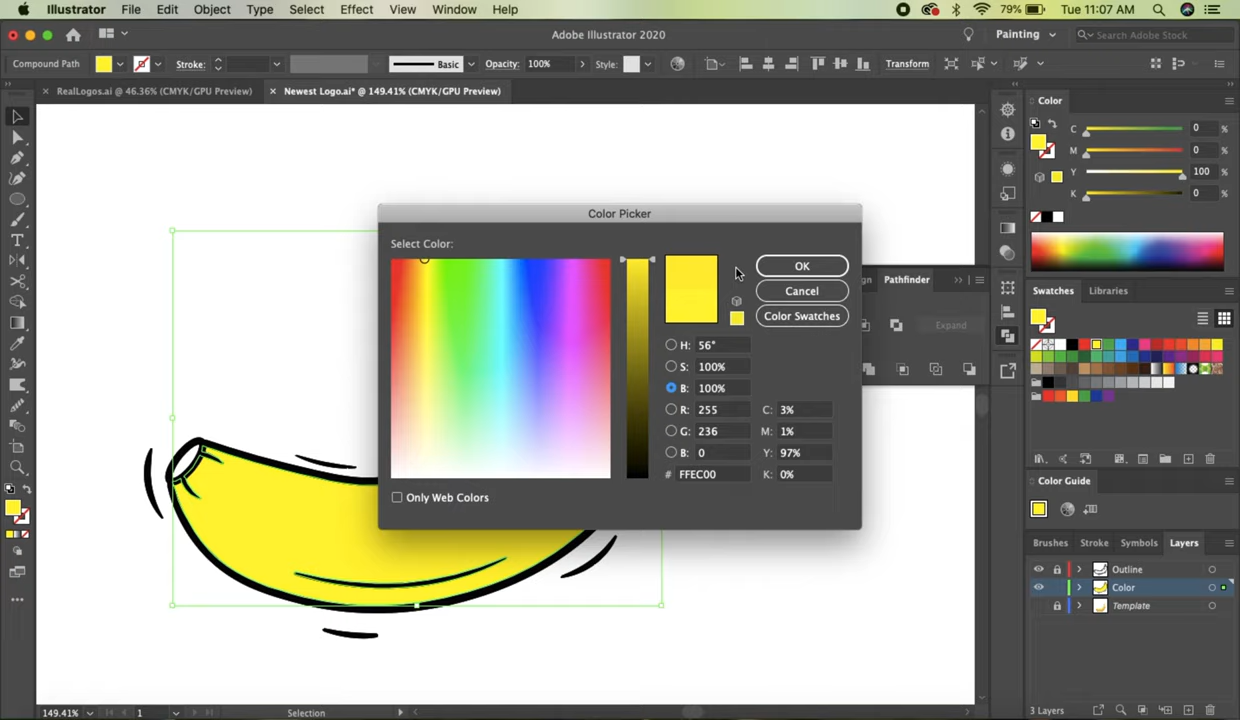 Illustrator File Edit Object Type Select Effect View Window Help 79% Tue 11:07 AM
Adobe Illustrator 2020 Painting Search Adobe Stock
Compound Path Stroke: Basic Opacity: 100% Style: Transform
× RealLogos.ai @ 46.36% (CMYK/GPU Preview) × Newest Logo.ai* @ 149.41% (CMYK/GPU Preview)
Color
C 0 %
M 0 %
Y 100 %
K 0 %
Color Picker
Select Color:
OK
Cancel
Color Swatches
H: 56°
S: 100%
B: 100%
R: 255 C: 3%
G: 236 M: 1%
B: 0 Y: 97%
# FFEC00 K: 0%
Only Web Colors
Pathfinder
Expand
Swatches Libraries
Color Guide
Brushes Stroke Symbols Layers
Outline
Color
Template
3 Layers
149.41% 1 Selection